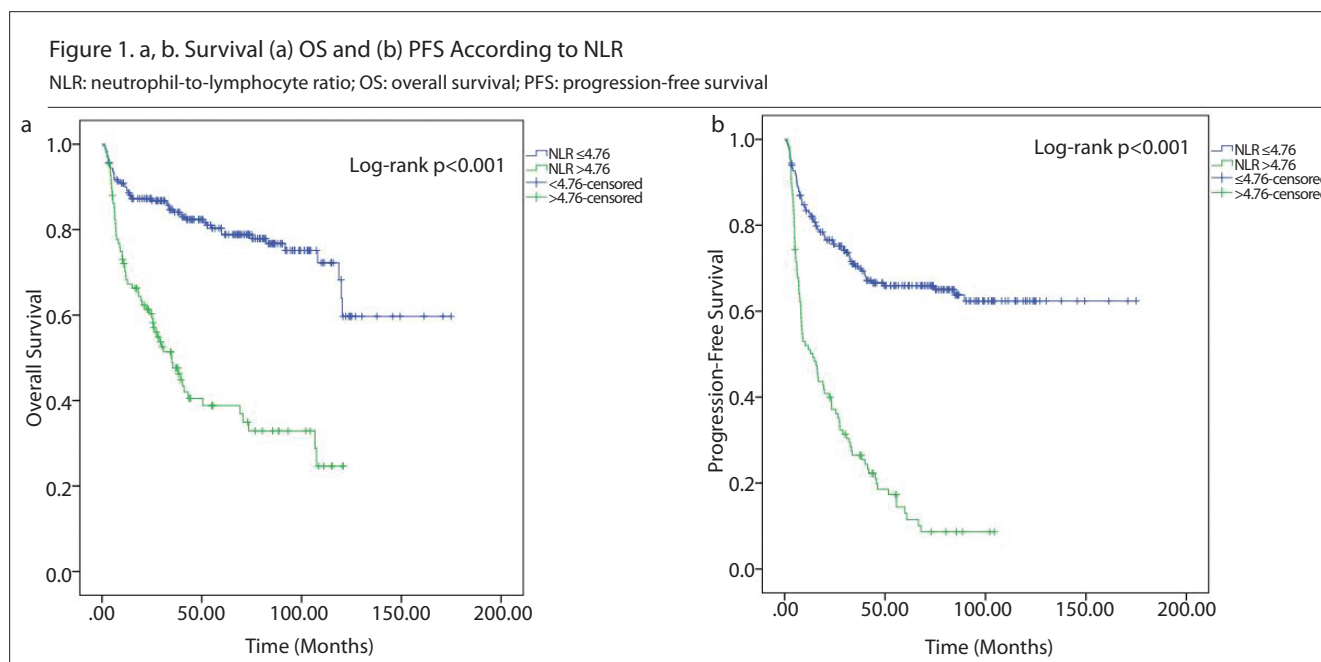 Figure 1. a, b. Survival (a) OS and (b) PFS According to NLR
NLR: neutrophil-to-lymphocyte ratio; OS: overall survival; PFS: progression-free survival
a
Overall Survival
1.0
0.8
0.6
0.4
0.2
0.0
Log-rank p<0.001
NLR ≤4.76
NLR >4.76
<4.76-censored
>4.76-censored
.00
50.00
100.00
150.00
200.00
Time (Months)
b
Progression-Free Survival
1.0
0.8
0.6
0.4
0.2
0.0
Log-rank p<0.001
NLR ≤4.76
NLR >4.76
≤4.76-censored
>4.76-censored
.00
50.00
100.00
150.00
200.00
Time (Months)